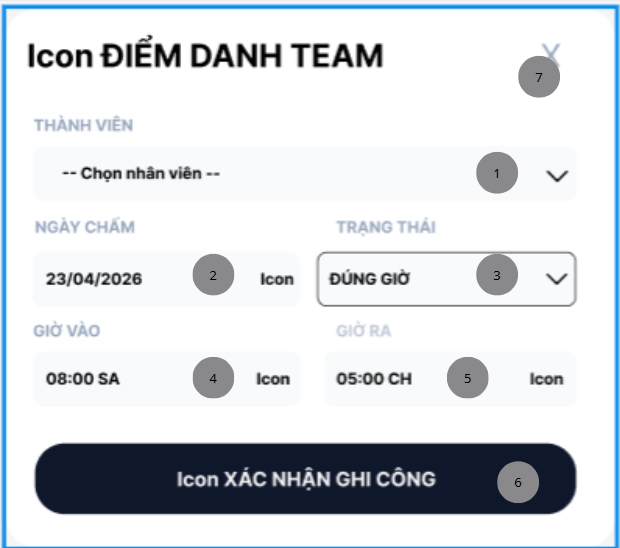 Icon ĐIỂM DANH TEAM
X
7
THÀNH VIÊN
-- Chọn nhân viên --
1
NGÀY CHẤM
TRẠNG THÁI
23/04/2026
2
Icon
ĐÚNG GIỜ
3
GIỜ VÀO
GIỜ RA
08:00 SA
4
Icon
05:00 CH
5
Icon
Icon XÁC NHẬN GHI CÔNG
6